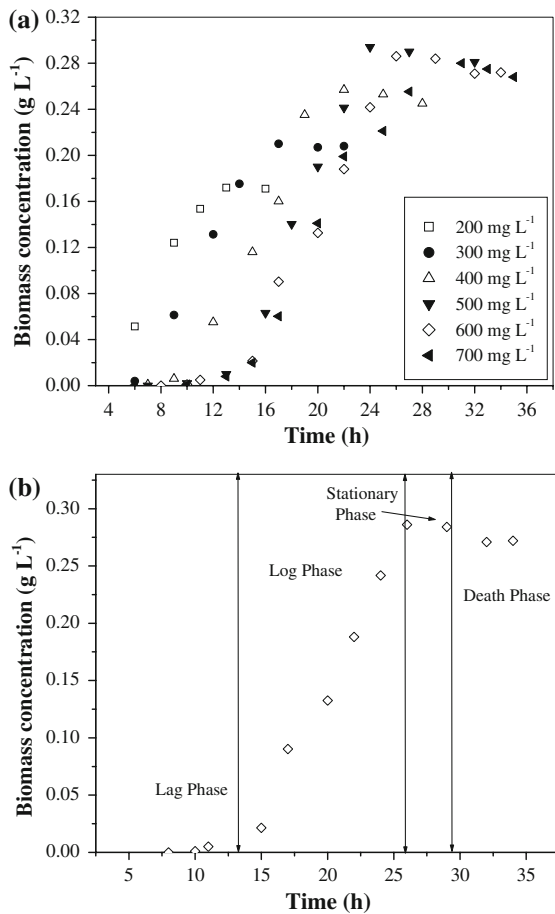 (a)
0.32
0.28
0.24
0.20
0.16
0.12
0.08
0.04
0.00
Biomass concentration (g L⁻¹)
200 mg L⁻¹
300 mg L⁻¹
400 mg L⁻¹
500 mg L⁻¹
600 mg L⁻¹
700 mg L⁻¹
4 8 12 16 20 24 28 32 36
Time (h)
(b)
0.30
0.25
0.20
0.15
0.10
0.05
0.00
Biomass concentration (g L⁻¹)
Stationary
Phase
Log Phase
Death Phase
Lag Phase
5 10 15 20 25 30 35
Time (h)